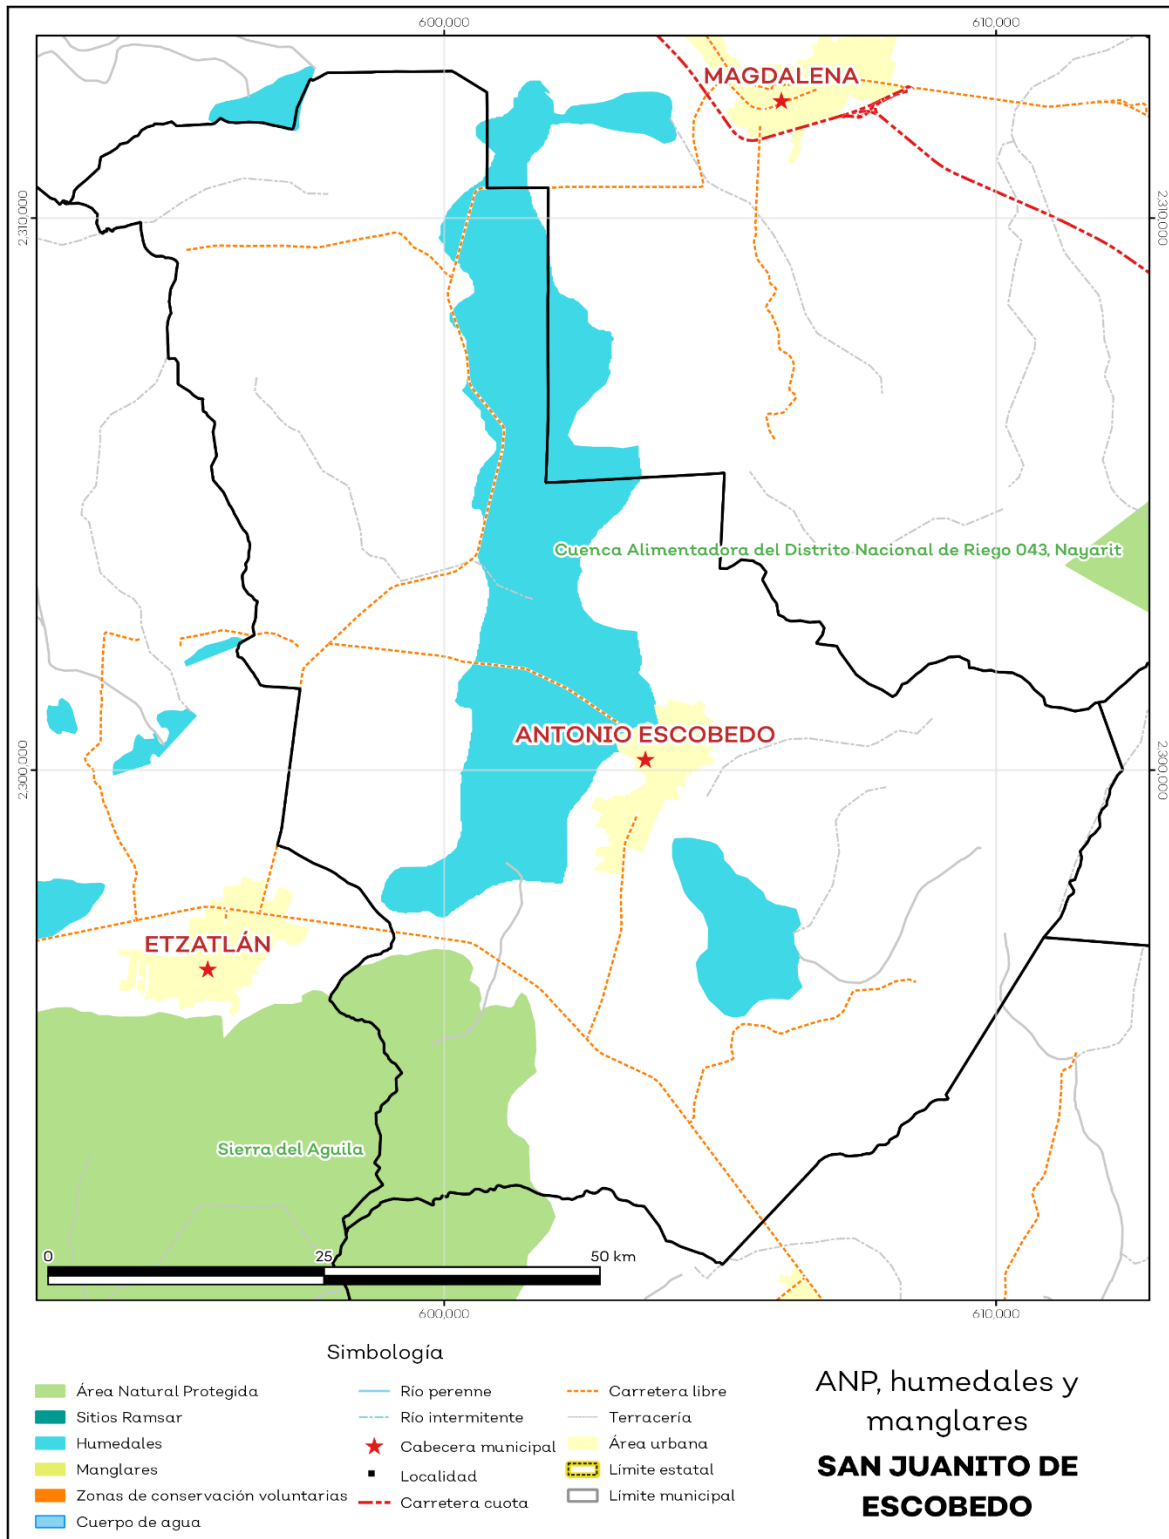 600,000
610,000
MAGDALENA
2,310,000
2,310,000
Cuenca Alimentadora del Distrito Nacional de Riego 043, Nayarit
ANTONIO ESCOBEDO
2,300,000
2,300,000
ETZATLÁN
Sierra del Aguila
0 25 50 km
600,000
610,000
Simbología
Área Natural Protegida
Sitios Ramsar
Humedales
Manglares
Zonas de conservación voluntarias
Cuerpo de agua
Río perenne
Río intermitente
Cabecera municipal
Localidad
Carretera cuota
Carretera libre
Terracería
Área urbana
Límite estatal
Límite municipal
ANP, humedales y
manglares
SAN JUANITO DE
ESCOBEDO